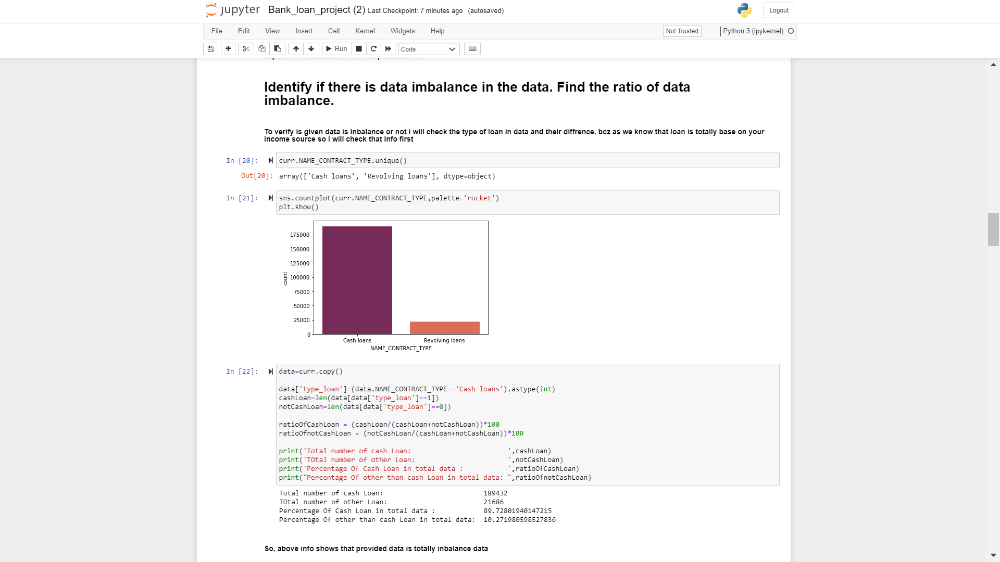 jupyter Bank_loan_project (2) Last Checkpoint: 7 minutes ago (autosaved) Logout
File Edit View Insert Cell Kernel Widgets Help Not Trusted Python 3 (ipykernel)
Run Code
Identify if there is data imbalance in the data. Find the ratio of data
imbalance.
To verify is given data is inbalance or not i will check the type of loan in data and their diffrence, bcz as we know that loan is totally base on your
income source so i will check that info first
In [20]: curr.NAME_CONTRACT_TYPE.unique()
Out[20]: array(['Cash loans', 'Revolving loans'], dtype=object)
In [21]: sns.countplot(curr.NAME_CONTRACT_TYPE,palette='rocket')
plt.show()
175000
150000
125000
100000
75000
50000
25000
0
count
Cash loans Revolving loans
NAME_CONTRACT_TYPE
In [22]: data=curr.copy()
data['type_loan']=(data.NAME_CONTRACT_TYPE=='Cash loans').astype(int)
cashLoan=len(data[data['type_loan']==1])
notCashLoan=len(data[data['type_loan']==0])
ratioOfCashLoan = (cashLoan/(cashLoan+notCashLoan))*100
ratioOfnotCashLoan = (notCashLoan/(cashLoan+notCashLoan))*100
print('Total number of cash Loan:                        ',cashLoan)
print('TOtal number of other Loan:                       ',notCashLoan)
print('Percentage Of Cash Loan in total data :           ',ratioOfCashLoan)
print("Percentage Of other than cash Loan in total data: ",ratioOfnotCashLoan)
Total number of cash Loan:                         189432
TOtal number of other Loan:                        21686
Percentage Of Cash Loan in total data :            89.72801940147215
Percentage Of other than cash Loan in total data:  10.271980598527836
So, above info shows that provided data is totally inbalance data